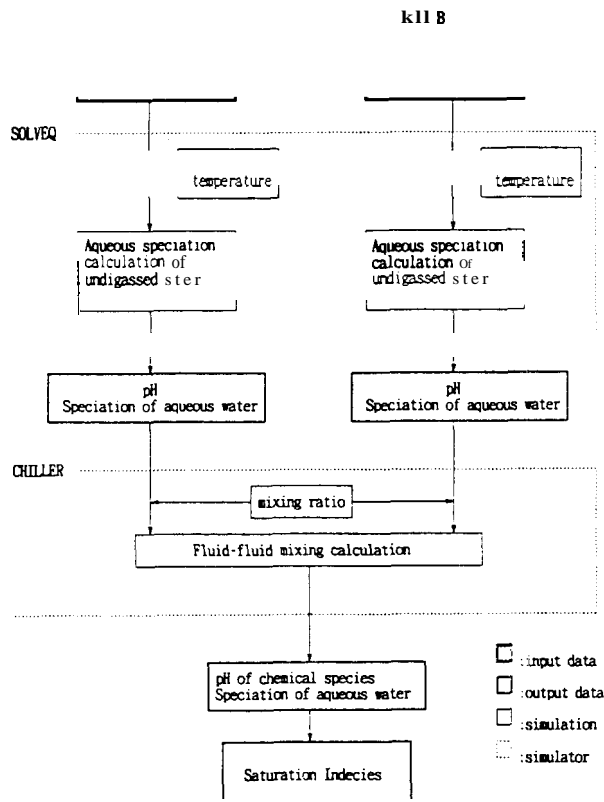 kll B
SOLVEQ
temperature
temperature
Aqueous speciation
calculation of
undigassed ster
Aqueous speciation
calculation of
undigassed ster
pH
Speciation of aqueous water
pH
Speciation of aqueous water
CHILLER
mixing ratio
Fluid-fluid mixing calculation
pH of chemical species
Speciation of aqueous water
Saturation Indecies
:input data
:output data
:simulation
:simulator